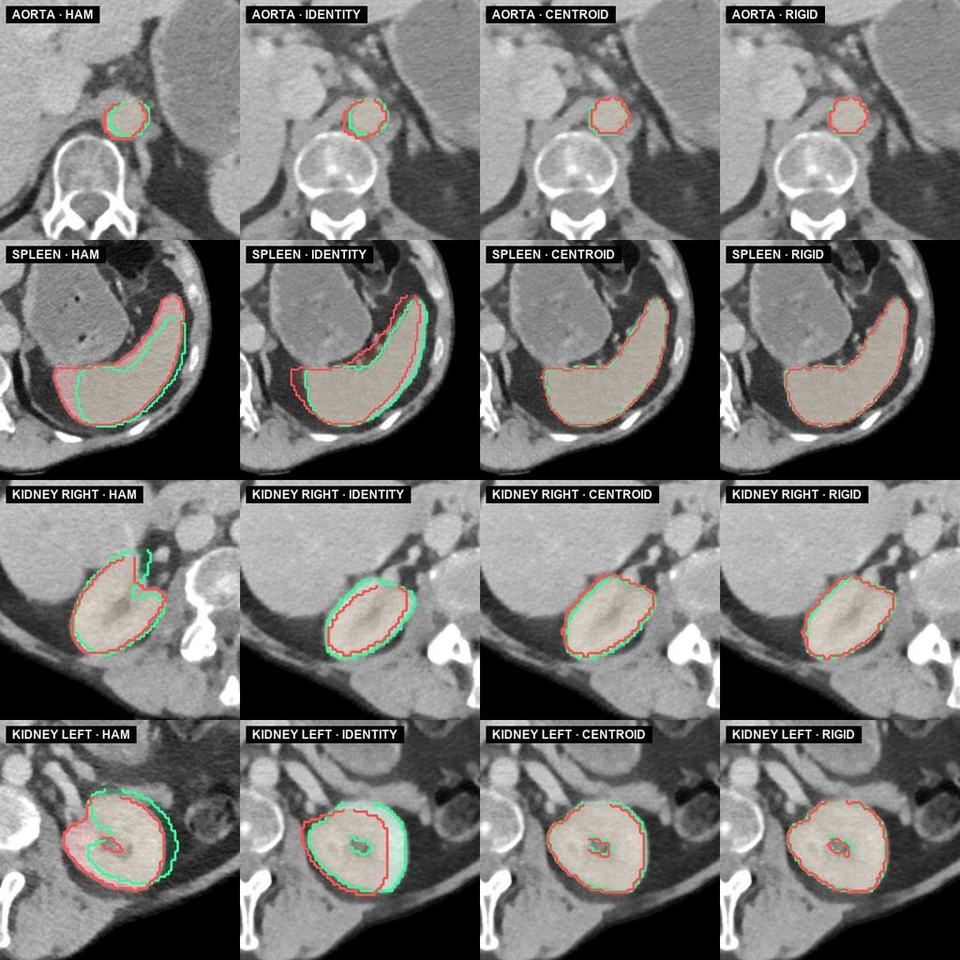 AORTA · HAM
AORTA · IDENTITY
AORTA · CENTROID
AORTA · RIGID
SPLEEN · HAM
SPLEEN · IDENTITY
SPLEEN · CENTROID
SPLEEN · RIGID
KIDNEY RIGHT · HAM
KIDNEY RIGHT · IDENTITY
KIDNEY RIGHT · CENTROID
KIDNEY RIGHT · RIGID
KIDNEY LEFT · HAM
KIDNEY LEFT · IDENTITY
KIDNEY LEFT · CENTROID
KIDNEY LEFT · RIGID